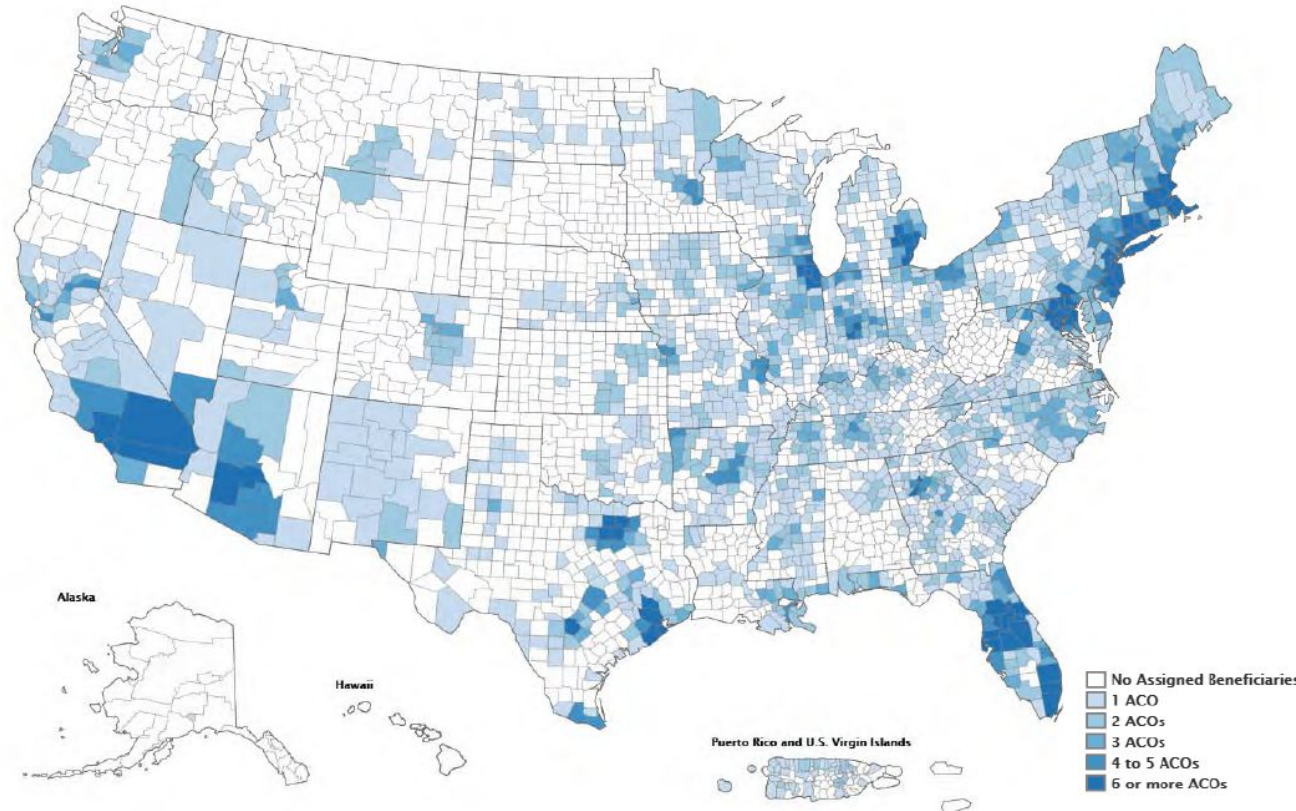 Alaska
Hawaii
Puerto Rico and U.S. Virgin Islands
No Assigned Beneficiaries
1 ACO
2 ACOs
3 ACOs
4 to 5 ACOs
6 or more ACOs